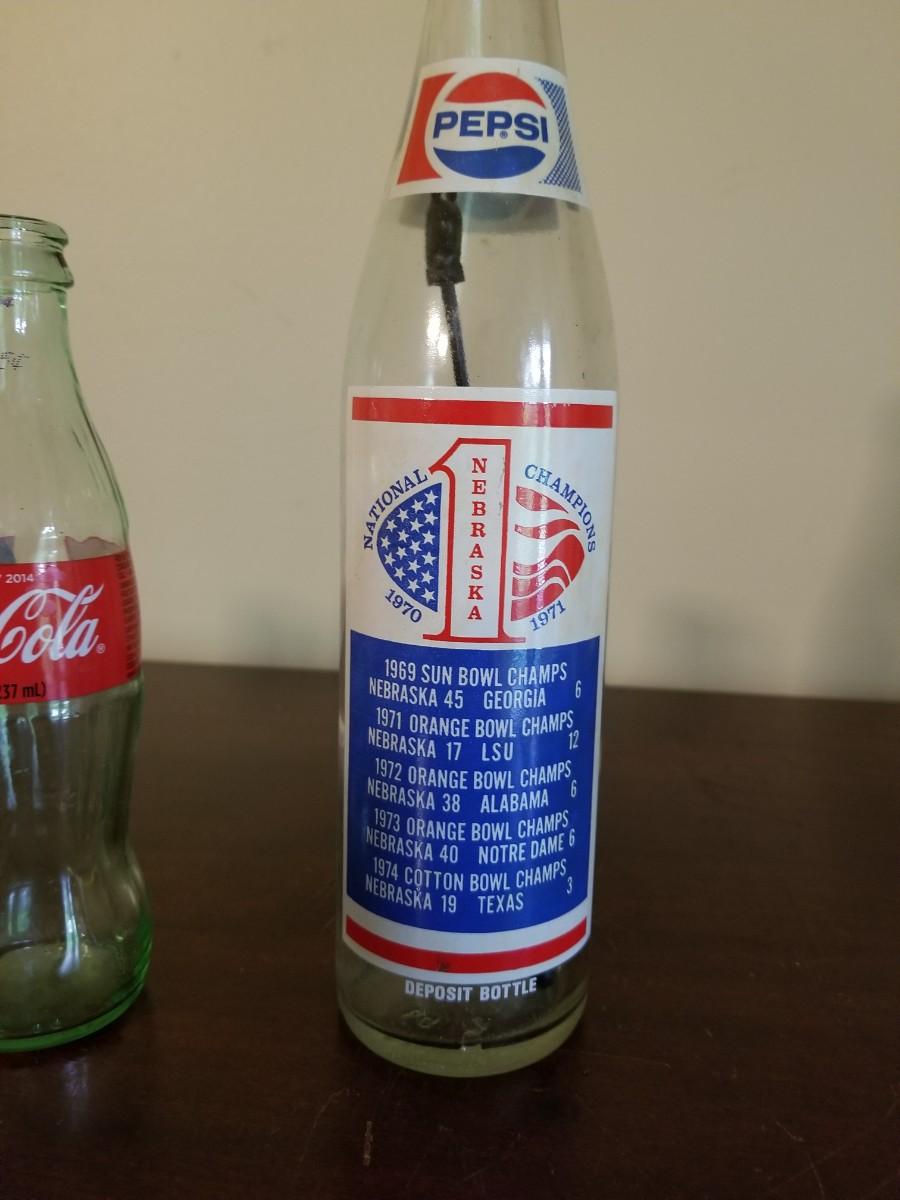 PEPSI
®
NATIONAL CHAMPIONS
1
NEBRASKA
1970 1971
1969 SUN BOWL CHAMPS
NEBRASKA 45 GEORGIA 6
1971 ORANGE BOWL CHAMPS
NEBRASKA 17 LSU 12
1972 ORANGE BOWL CHAMPS
NEBRASKA 38 ALABAMA 6
1973 ORANGE BOWL CHAMPS
NEBRASKA 40 NOTRE DAME 6
1974 COTTON BOWL CHAMPS
NEBRASKA 19 TEXAS 3
DEPOSIT BOTTLE
2014
Cola®
237 mL)